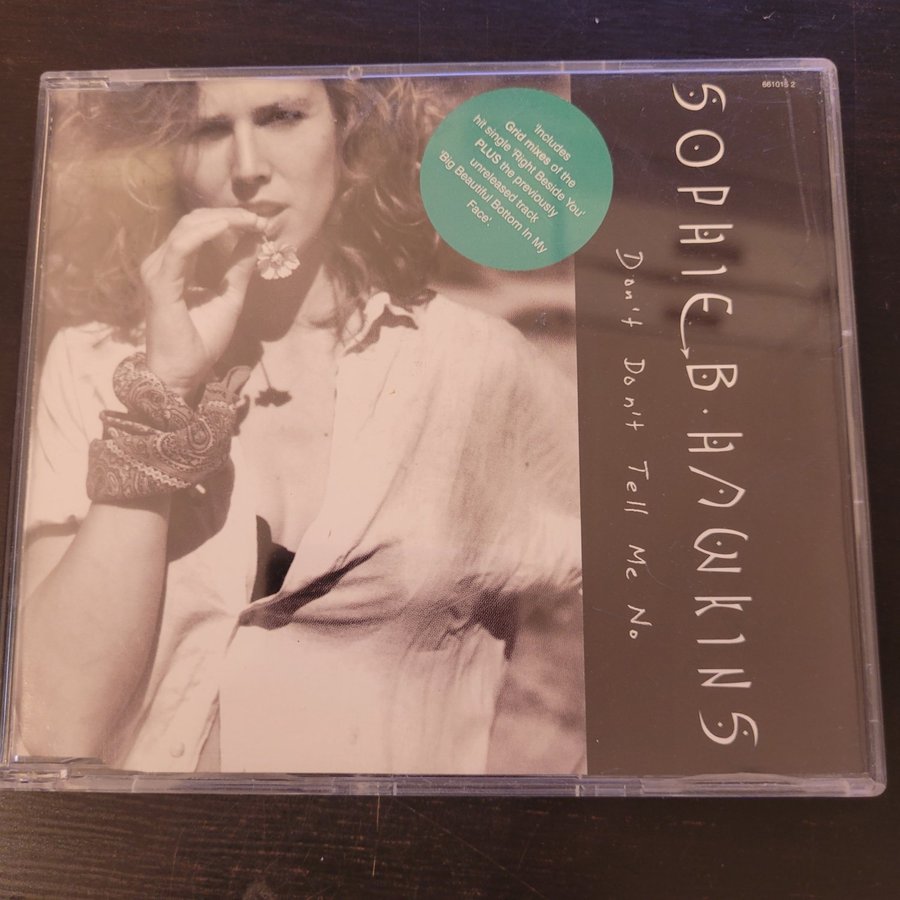 661015 2
'Includes
Grid mixes of the
hit single 'Right Beside You'
PLUS the previously
unreleased track
'Big Beautiful Bottom In My
Face'.
SOPHIE B. HAWKINS
Don't Don't Tell Me No